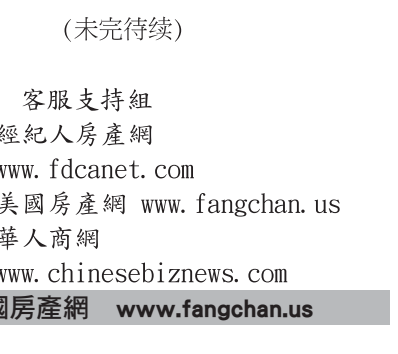 (未完待续)
客服支持組
經紀人房產網
www.fdcanet.com
美國房產網 www.fangchan.us
華人商網
www.chinesebiznews.com
國房產網 www.fangchan.us